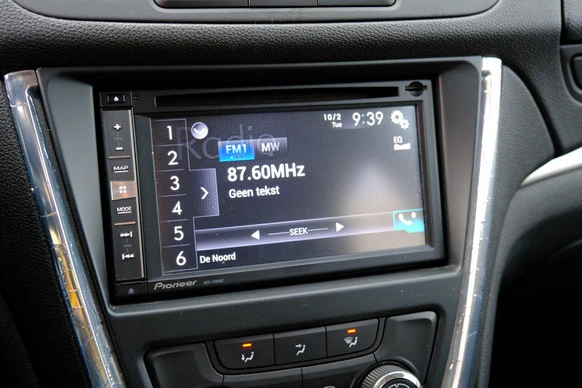 1
2
3
4
5
6
Radio
10/2
Tue
9:39
FM1 MW
EQ
87.60MHz
Geen tekst
SEEK
De Noord
MAP
MODE
Pioneer